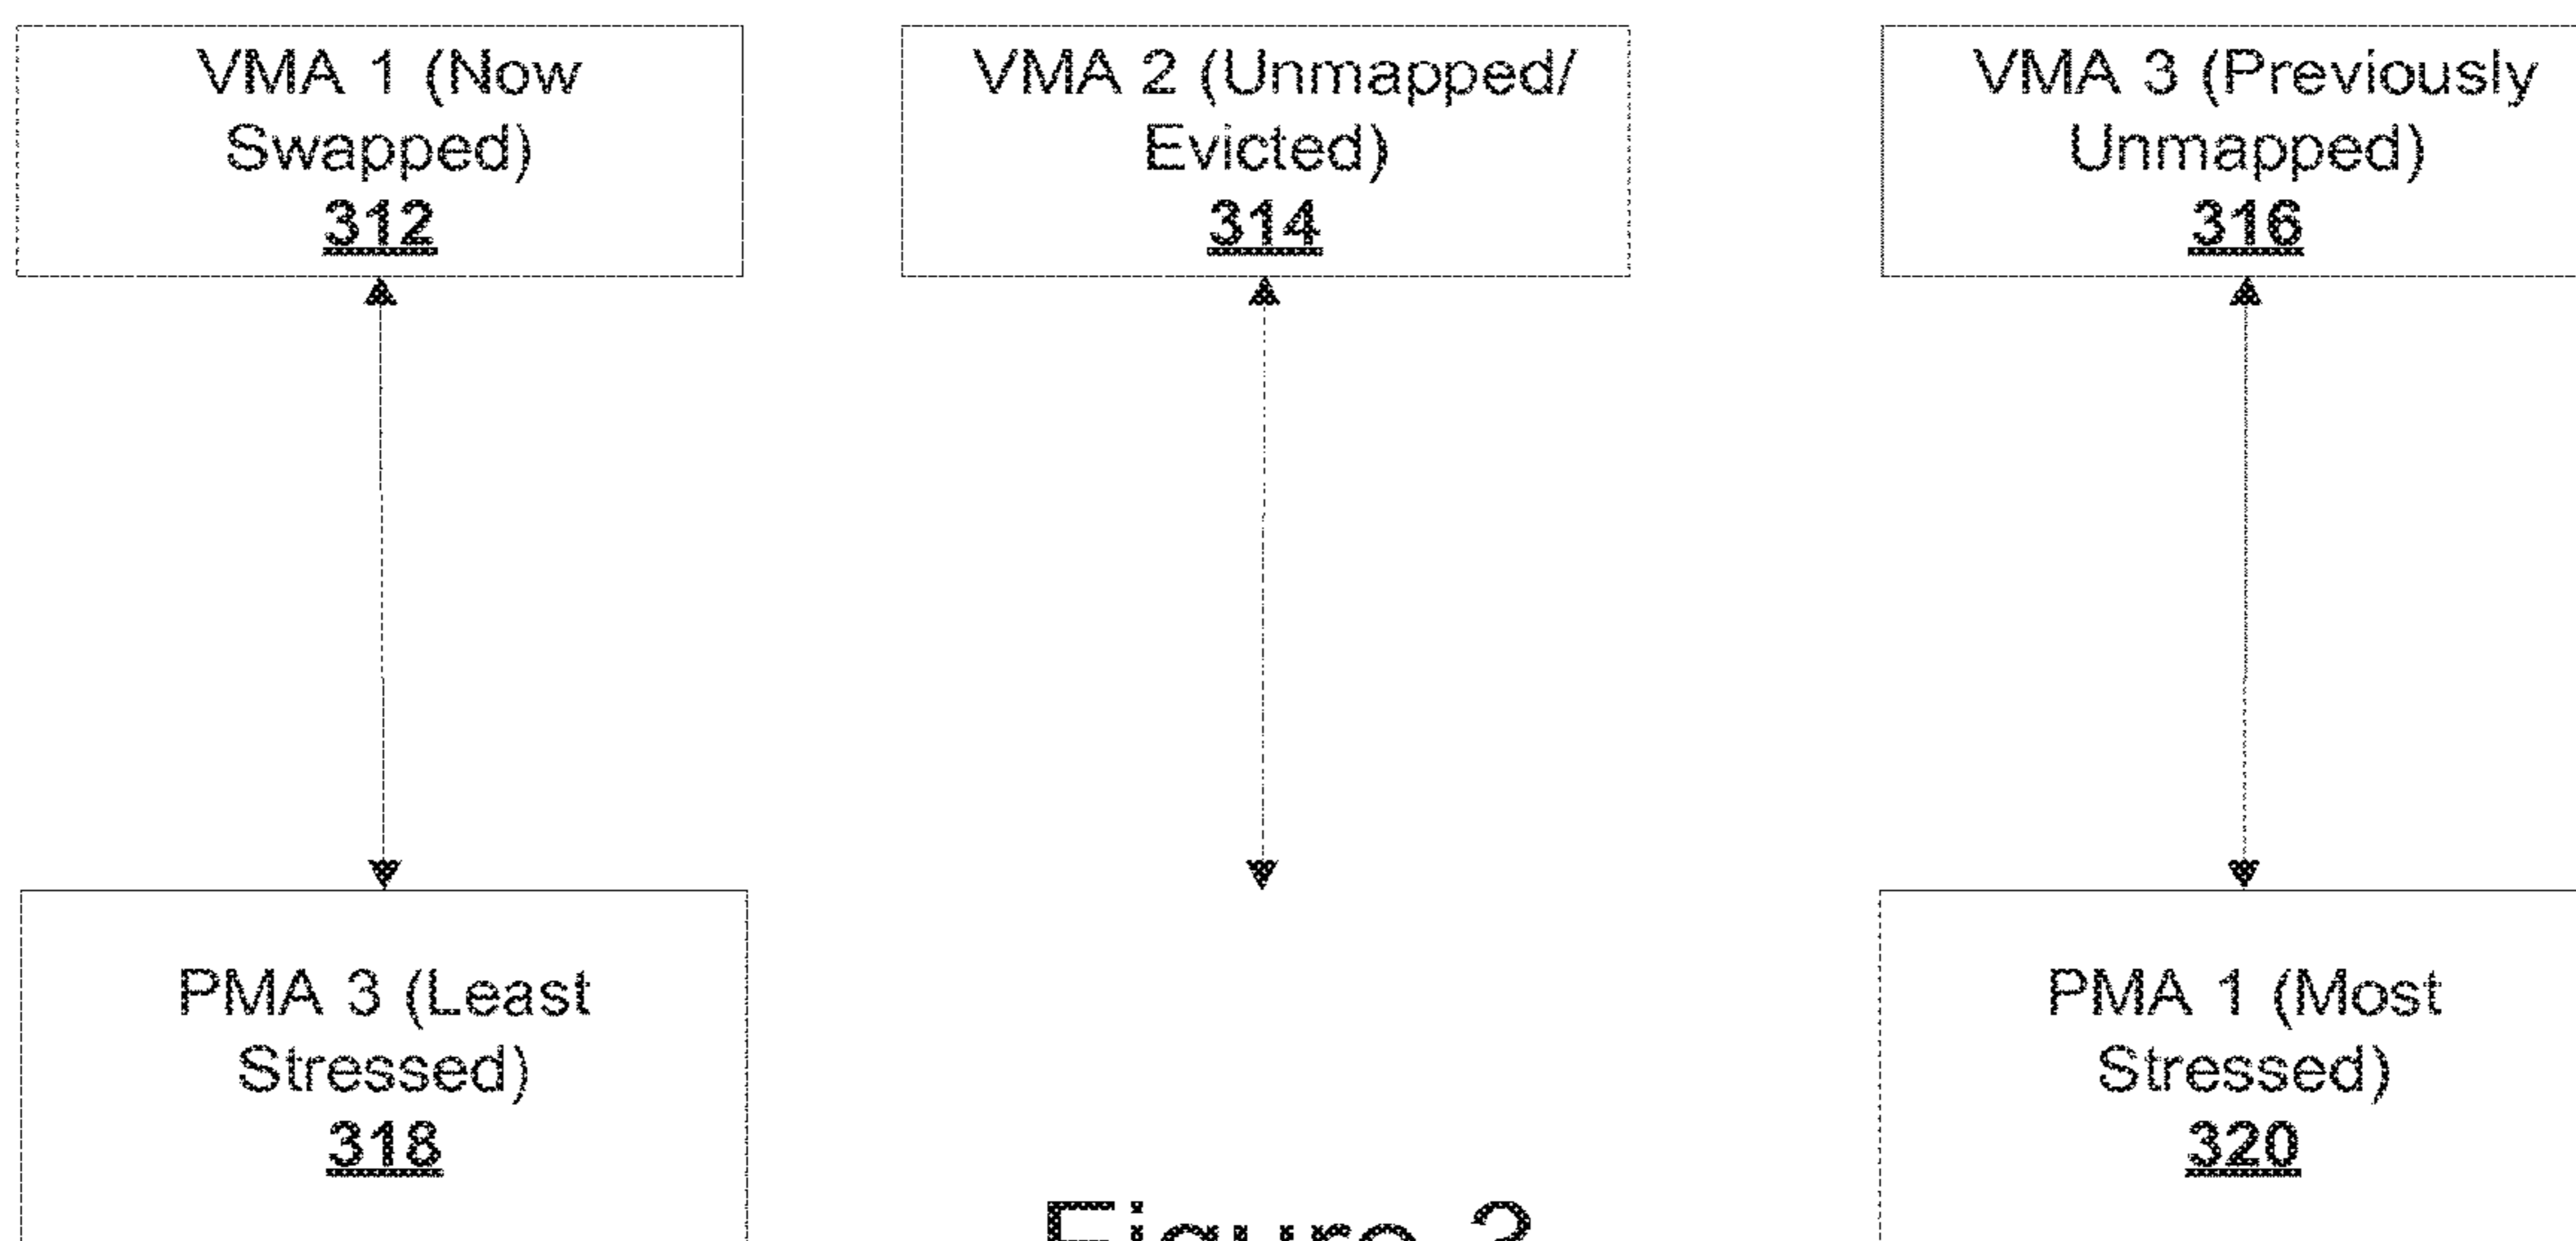 VMA 1 (Now
Swapped)
312
VMA 2 (Unmapped/
Evicted)
314
VMA 3 (Previously
Unmapped)
316
PMA 3 (Least
Stressed)
318
PMA 1 (Most
Stressed)
320
Figure